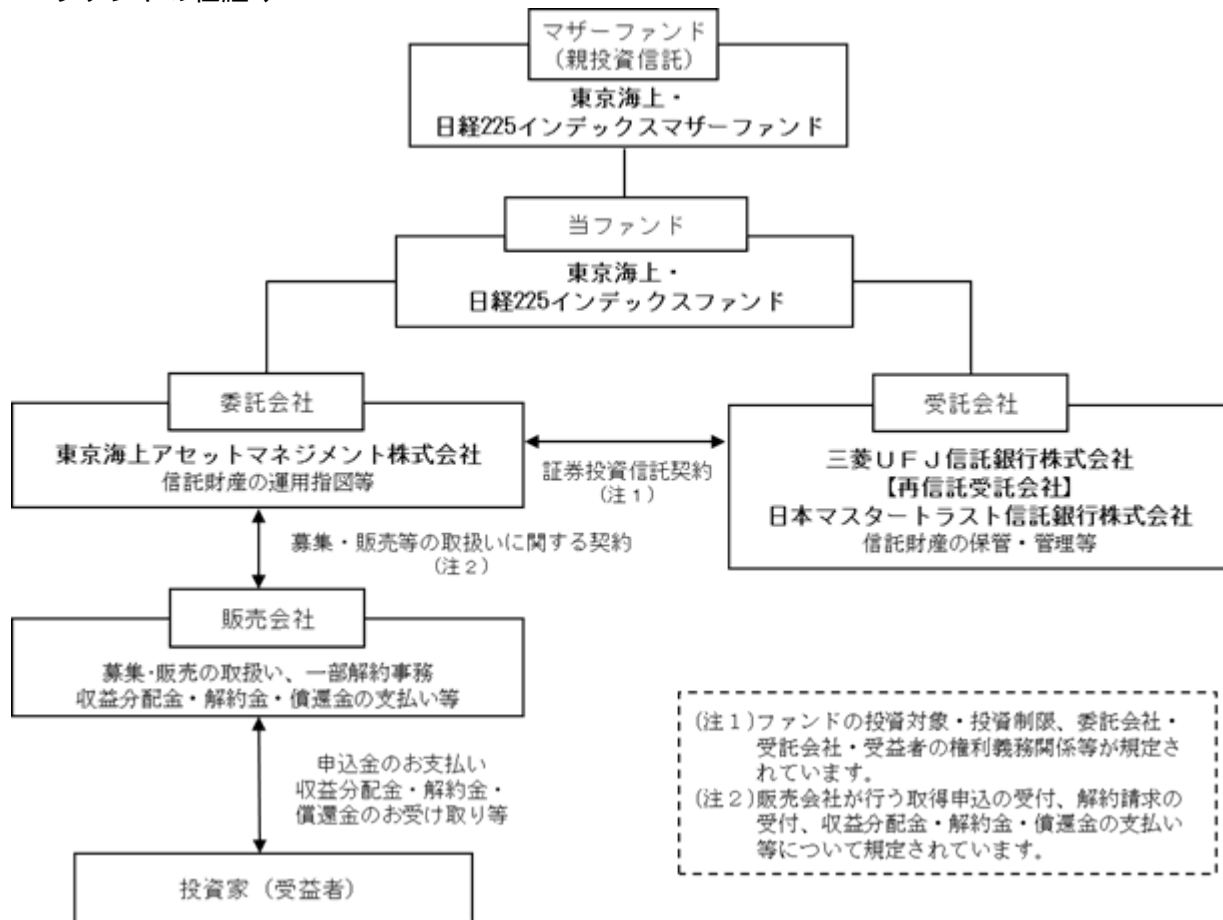 マザーファンド
（親投資信託）
東京海上・
日経225インデックスマザーファンド
当ファンド
東京海上・
日経225インデックスファンド
委託会社
東京海上アセットマネジメント株式会社
信託財産の運用指図等
証券投資信託契約
（注１）
受託会社
三菱ＵＦＪ信託銀行株式会社
【再信託受託会社】
日本マスタートラスト信託銀行株式会社
信託財産の保管・管理等
募集・販売等の取扱いに関する契約
（注２）
販売会社
募集・販売の取扱い、一部解約事務
収益分配金・解約金・償還金の支払い等
申込金のお支払い
収益分配金・解約金・
償還金のお受け取り等
投資家（受益者）
(注１)ファンドの投資対象・投資制限、委託会社・
受託会社・受益者の権利義務関係等が規定さ
れています。
(注２)販売会社が行う取得申込の受付、解約請求の
受付、収益分配金・解約金・償還金の支払い
等について規定されています。